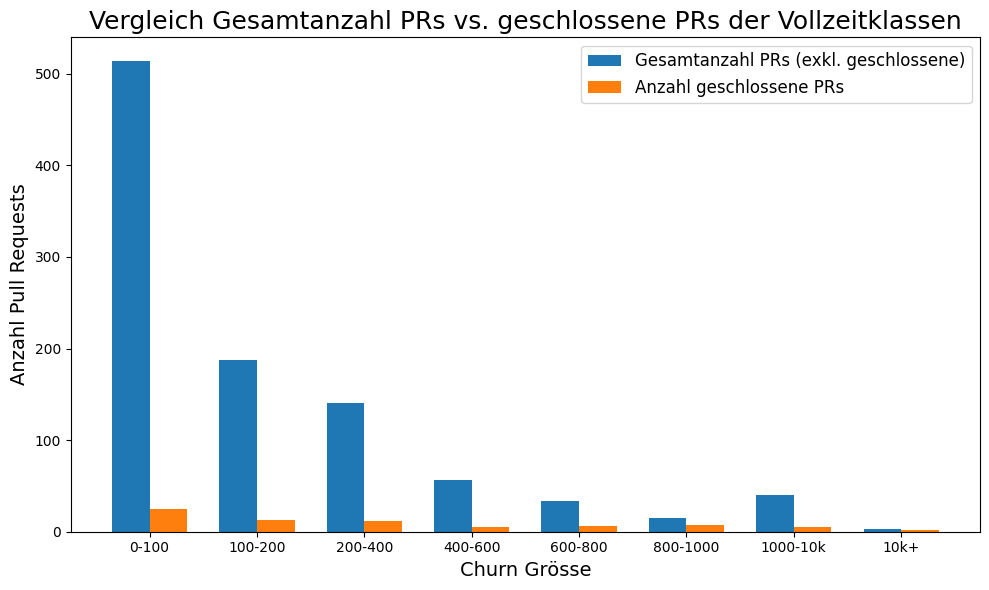 Vergleich Gesamtanzahl PRs vs. geschlossene PRs der Vollzeitklassen
Gesamtanzahl PRs (exkl. geschlossene)
Anzahl geschlossene PRs
Anzahl Pull Requests
500
400
300
200
100
0
0-100 100-200 200-400 400-600 600-800 800-1000 1000-10k 10k+
Churn Grösse